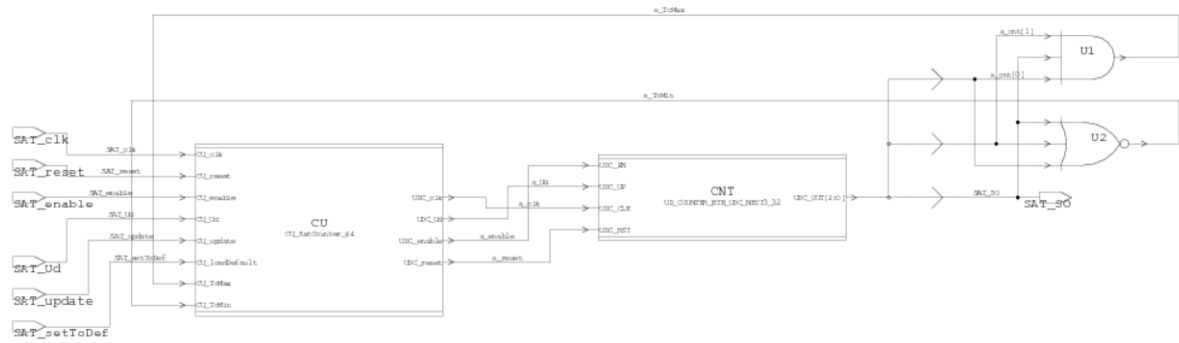 s_TcMax
U1
s_cnt[1]
s_cnt[0]
s_TcMin
U2
SAT_clk
SAT_reset
SAT_enable
SAT_Ud
SAT_update
SAT_setToDef
SAT_clk
SAT_reset
SAT_enable
SAT_Ud
SAT_update
SAT_setToDef
CU_clk
CU_reset
CU_enable
CU_Ud
CU_update
CU_loadDefault
CU_TcMax
CU_TcMin
CU
CU_SatCounter_64
UDC_clk
UDC_Ud
UDC_enable
UDC_reset
s_Ud
s_clk
s_enable
s_reset
UDC_EN
UDC_UP
UDC_CLK
UDC_RST
CNT
UDC_OUT[2:0]
SAT_SO
SAT_SO